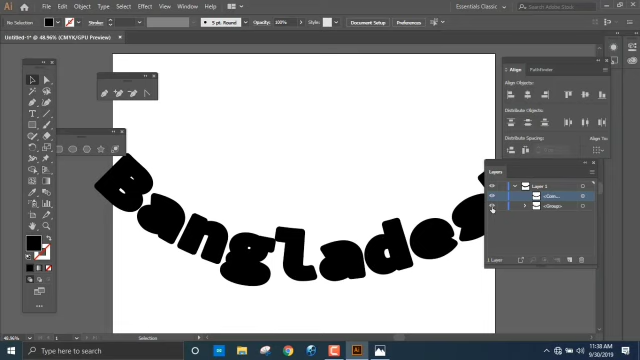 Ai
File Edit Object Type Select Effect View Window Help
Essentials Classic
No Selection
Stroke:
5 pt. Round
Opacity: 100%
Style:
Document Setup
Preferences
Untitled-1* @ 48.96% (CMYK/GPU Preview)
Align
Pathfinder
Align Objects:
Distribute Objects:
Distribute Spacing:
Align To:
Layers
Layer 1
<Com...
<Group>
1 Layer
Banglades
48.96%
1
Selection
Type here to search
11:38 AM
9/30/2019